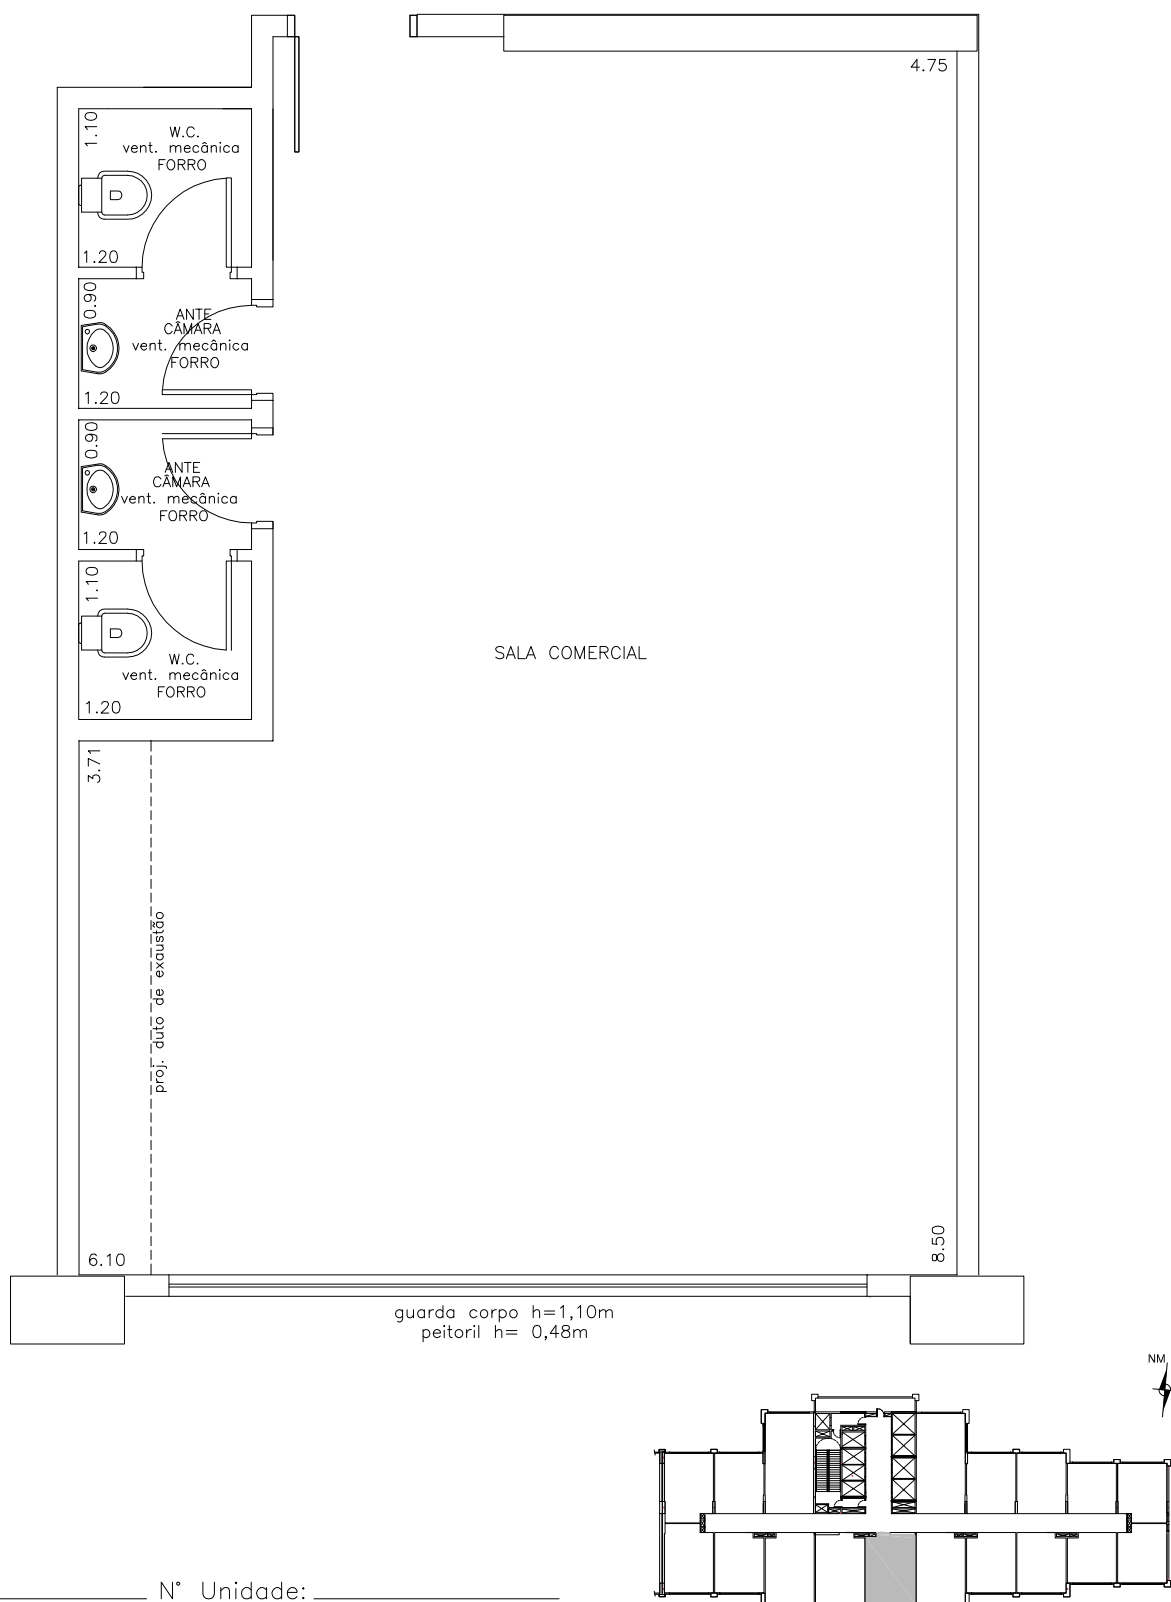 4.75
1.10
W.C.
vent. mecânica
FORRO
1.20
0.90
ANTE
CÂMARA
vent. mecânica
FORRO
1.20
0.90
ANTE
CÂMARA
vent. mecânica
FORRO
1.20
1.10
W.C.
vent. mecânica
FORRO
1.20
SALA COMERCIAL
3.71
proj. duto de exaustão
6.10
8.50
guarda corpo h=1,10m
peitoril h= 0,48m
NM
N° Unidade: